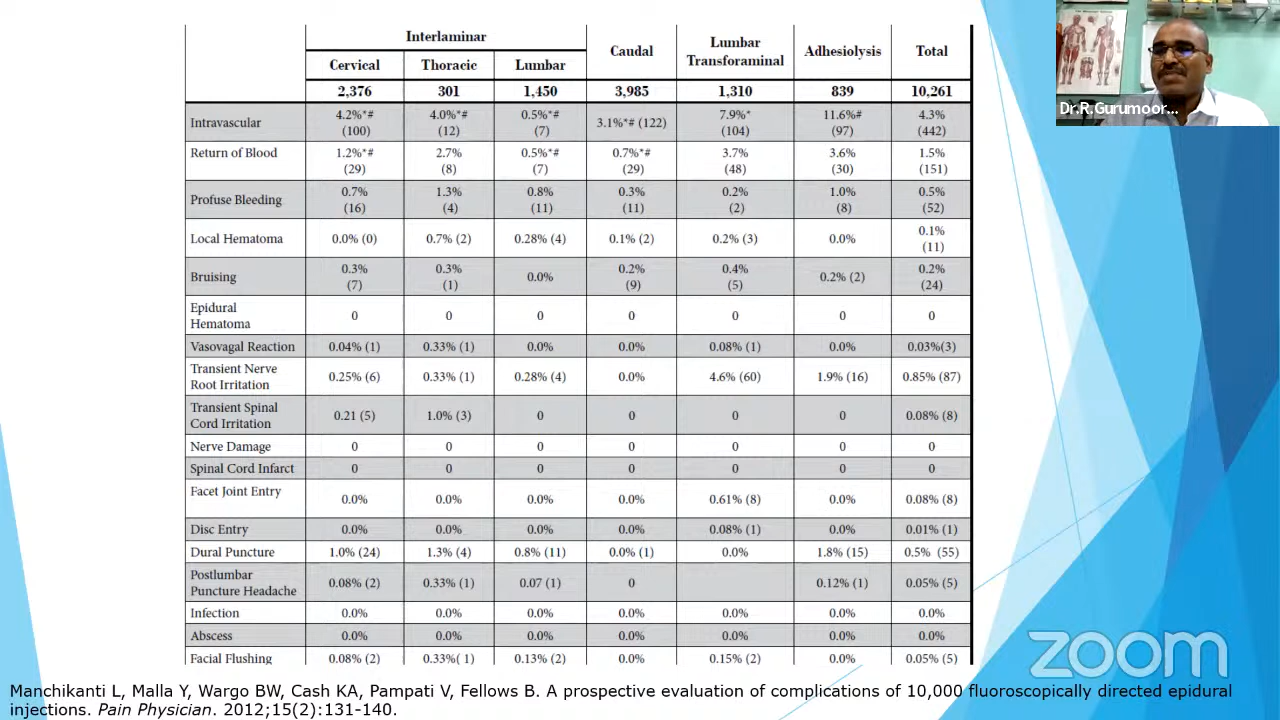 Interlaminar
Caudal
Lumbar
Transforaminal
Adhesiolysis
Total
Cervical
Thoracic
Lumbar
2,376 301 1,450 3,985 1,310 839 10,261
Intravascular 4.2%*# (100) 4.0%*# (12) 0.5%*# (7) 3.1%*# (122) 7.9%* (104) 11.6%# (97) 4.3% (442)
Return of Blood 1.2%*# (29) 2.7% (8) 0.5%*# (7) 0.7%*# (29) 3.7% (48) 3.6% (30) 1.5% (151)
Profuse Bleeding 0.7% (16) 1.3% (4) 0.8% (11) 0.3% (11) 0.2% (2) 1.0% (8) 0.5% (52)
Local Hematoma 0.0% (0) 0.7% (2) 0.28% (4) 0.1% (2) 0.2% (3) 0.0% 0.1% (11)
Bruising 0.3% (7) 0.3% (1) 0.0% 0.2% (9) 0.4% (5) 0.2% (2) 0.2% (24)
Epidural Hematoma 0 0 0 0 0 0 0
Vasovagal Reaction 0.04% (1) 0.33% (1) 0.0% 0.0% 0.08% (1) 0.0% 0.03%(3)
Transient Nerve Root Irritation 0.25% (6) 0.33% (1) 0.28% (4) 0.0% 4.6% (60) 1.9% (16) 0.85% (87)
Transient Spinal Cord Irritation 0.21 (5) 1.0% (3) 0 0 0 0 0.08% (8)
Nerve Damage 0 0 0 0 0 0 0
Spinal Cord Infarct 0 0 0 0 0 0 0
Facet Joint Entry 0.0% 0.0% 0.0% 0.0% 0.61% (8) 0.0% 0.08% (8)
Disc Entry 0.0% 0.0% 0.0% 0.0% 0.08% (1) 0.0% 0.01% (1)
Dural Puncture 1.0% (24) 1.3% (4) 0.8% (11) 0.0% (1) 0.0% 1.8% (15) 0.5% (55)
Postlumbar Puncture Headache 0.08% (2) 0.33% (1) 0.07 (1) 0 0.12% (1) 0.05% (5)
Infection 0.0% 0.0% 0.0% 0.0% 0.0% 0.0% 0.0%
Abscess 0.0% 0.0% 0.0% 0.0% 0.0% 0.0% 0.0%
Facial Flushing 0.08% (2) 0.33%( 1) 0.13% (2) 0.0% 0.15% (2) 0.0% 0.05% (5)
Manchikanti L, Malla Y, Wargo BW, Cash KA, Pampati V, Fellows B. A prospective evaluation of complications of 10,000 fluoroscopically directed epidural
injections. Pain Physician. 2012;15(2):131-140.
Dr.R.Gurumoor...
zoom